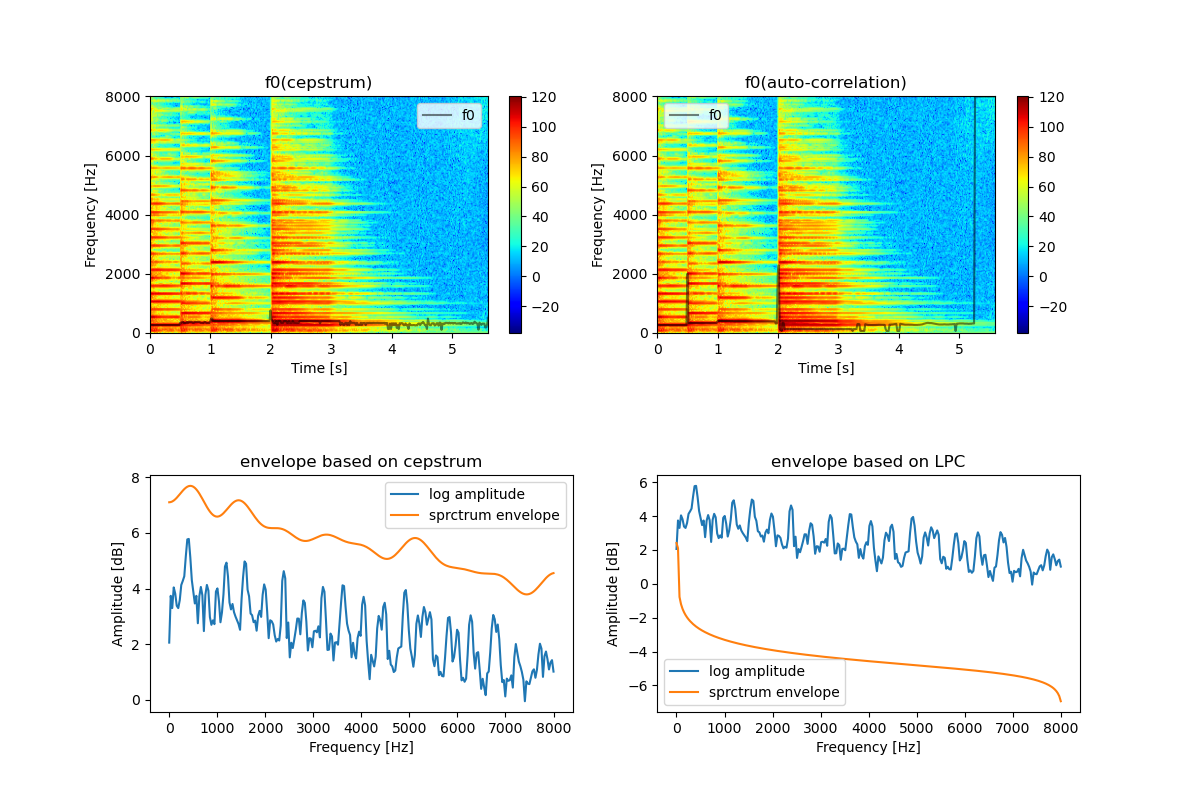 f0(cepstrum)
f0(auto-correlation)
8000
6000
4000
2000
0
Frequency [Hz]
f0
0 1 2 3 4 5
Time [s]
120
100
80
60
40
20
0
−20
8000
6000
4000
2000
0
Frequency [Hz]
f0
0 1 2 3 4 5
Time [s]
120
100
80
60
40
20
0
−20
envelope based on cepstrum
8
6
4
2
0
Amplitude [dB]
log amplitude
sprctrum envelope
0 1000 2000 3000 4000 5000 6000 7000 8000
Frequency [Hz]
envelope based on LPC
6
4
2
0
−2
−4
−6
Amplitude [dB]
log amplitude
sprctrum envelope
0 1000 2000 3000 4000 5000 6000 7000 8000
Frequency [Hz]